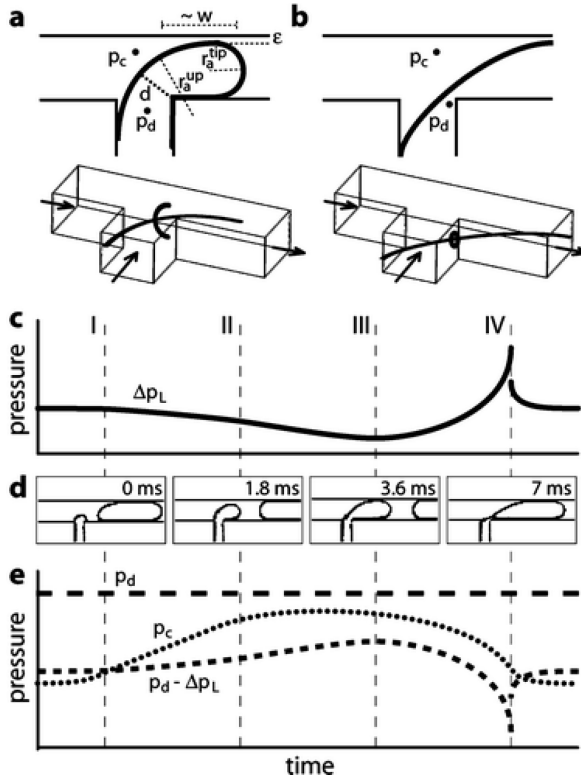 a
b
~ w
ε
p_c
r_a^tip
r_a^up
d
p_d
p_c
p_d
c
I
II
III
IV
pressure
Δp_L
d
0 ms
1.8 ms
3.6 ms
7 ms
e
p_d
p_c
p_d - Δp_L
pressure
time